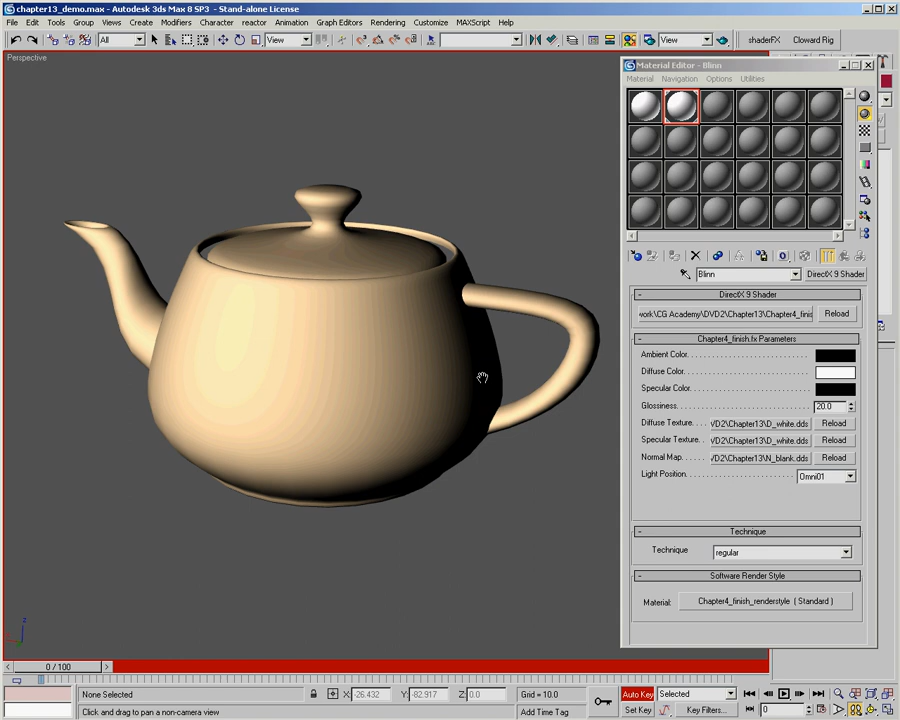 chapter13_demo.max - Autodesk 3ds Max 8 SP3 - Stand-alone License
File Edit Tools Group Views Create Modifiers Character reactor Animation Graph Editors Rendering Customize MAXScript Help
All View View shaderFX Cloward Rig
Perspective
Material Editor - Blinn
Material Navigation Options Utilities
Blinn DirectX 9 Shader
DirectX 9 Shader
work\CG Academy\DVD2\Chapter13\Chapter4_finis Reload
Chapter4_finish.fx Parameters
Ambient Color
Diffuse Color
Specular Color
Glossiness 20.0
Diffuse Texture VD2\Chapter13\D_white.dds Reload
Specular Texture VD2\Chapter13\D_white.dds Reload
Normal Map VD2\Chapter13\N_blank.dds Reload
Light Position Omni01
Technique
Technique regular
Software Render Style
Material: Chapter4_finish_renderstyle ( Standard )
z
0 / 100
None Selected X: -26.432 Y: -82.917 Z: 0.0 Grid = 10.0 Auto Key Selected
Click and drag to pan a non-camera view Add Time Tag Set Key Key Filters... 0